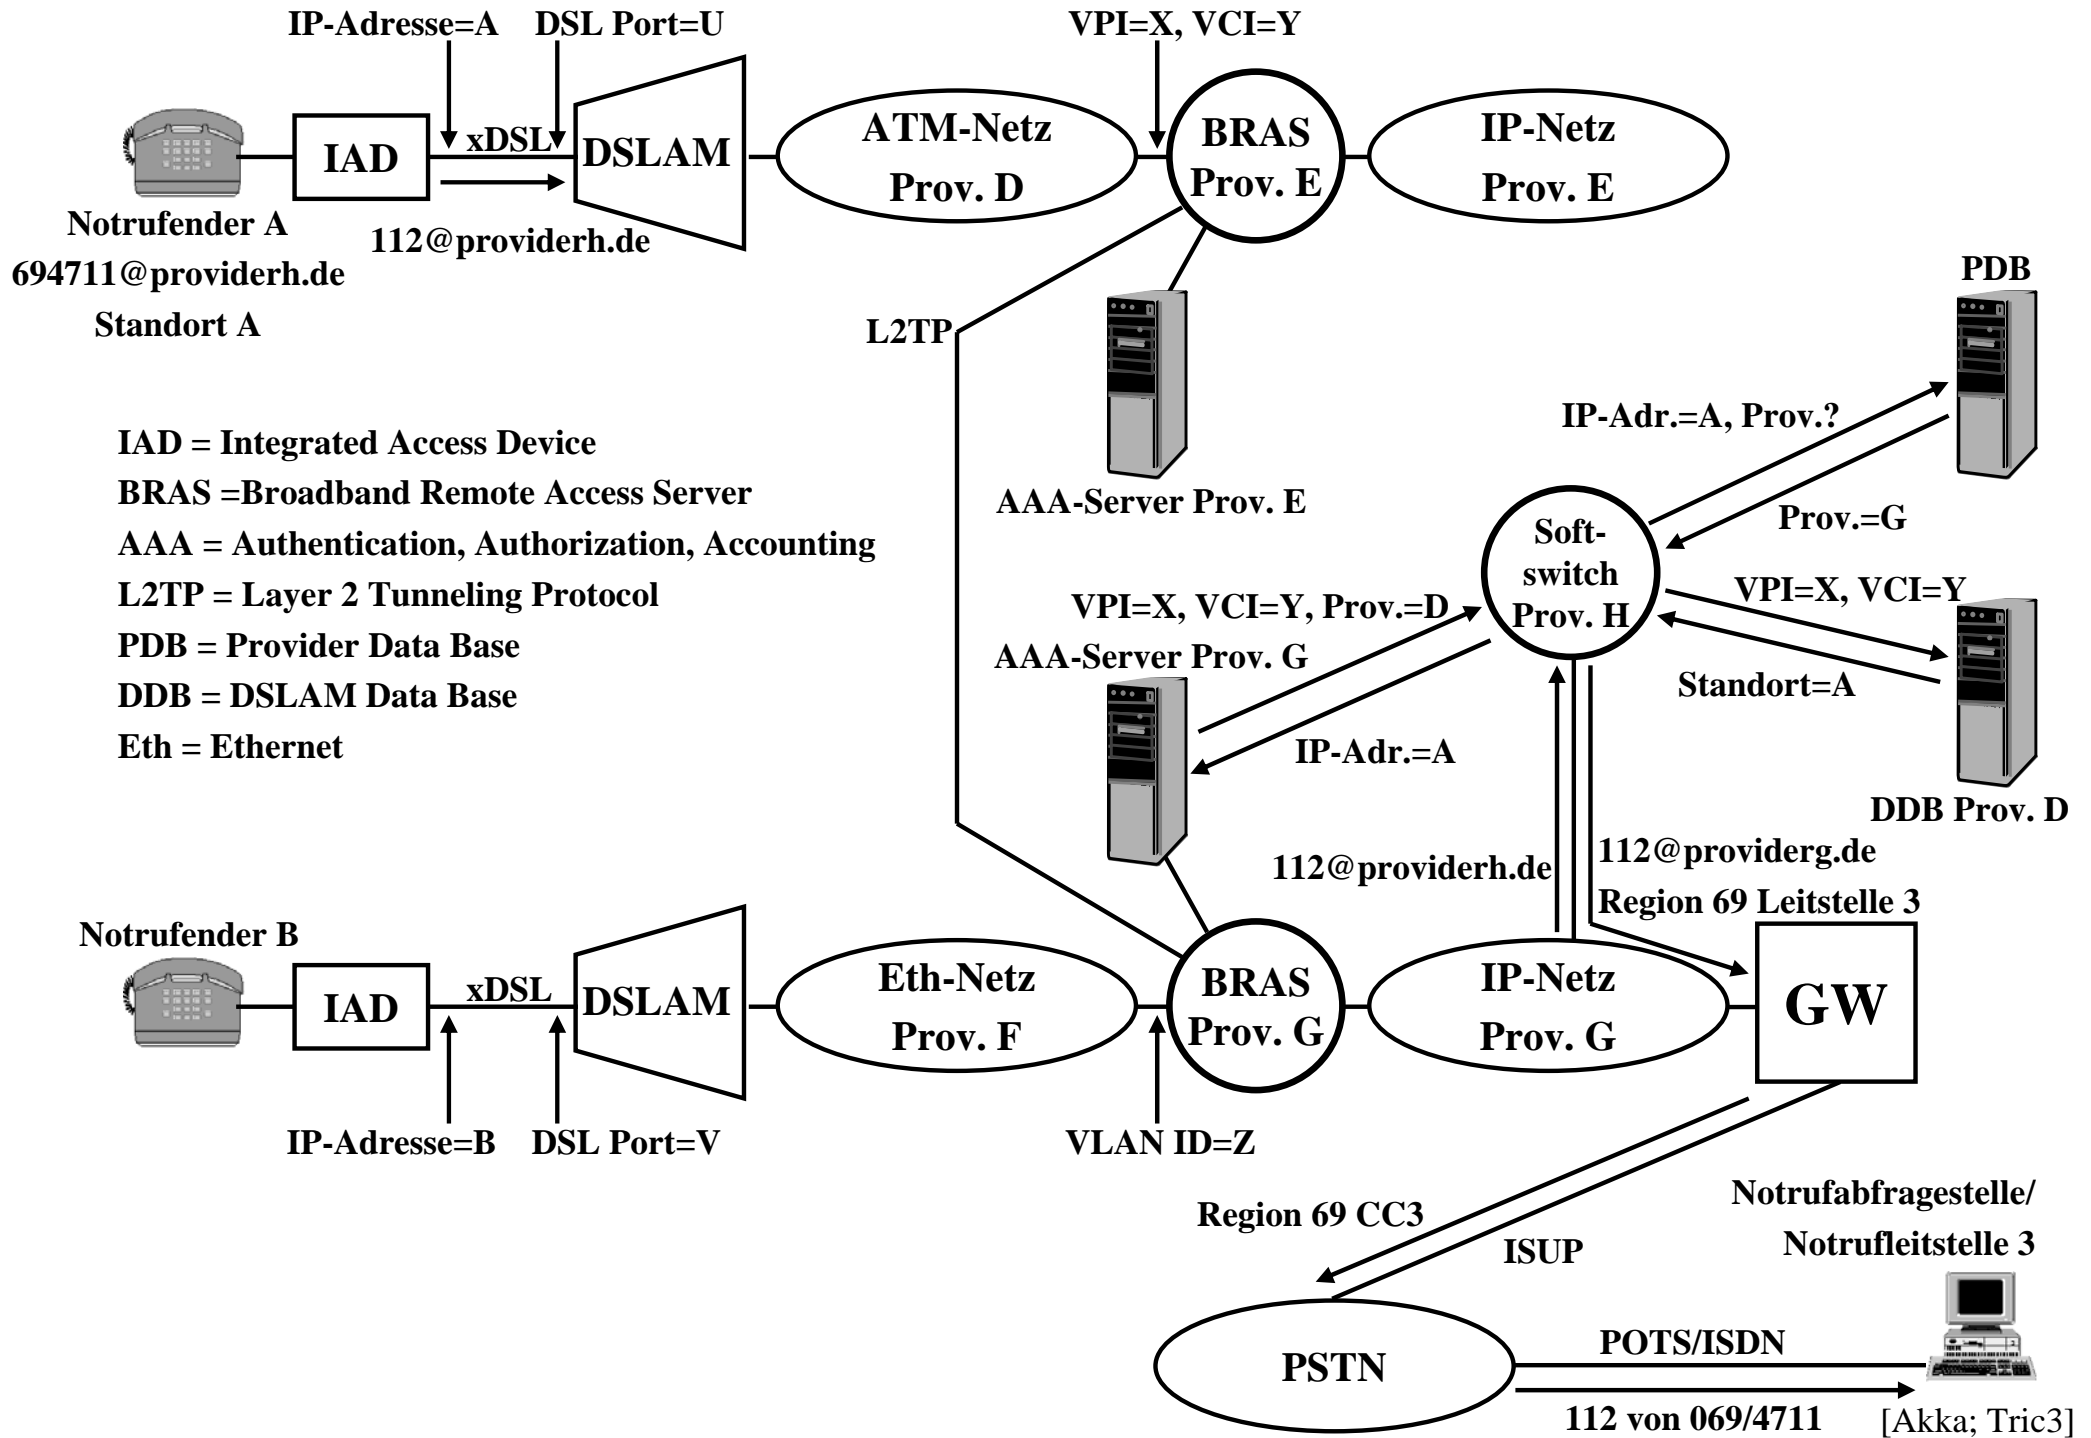 IP-Adresse=A
DSL Port=U
VPI=X, VCI=Y
IAD
xDSL
DSLAM
ATM-Netz
Prov. D
BRAS
Prov. E
IP-Netz
Prov. E
Notrufender A
694711@providerh.de
Standort A
112@providerh.de
L2TP
AAA-Server Prov. E
PDB
IP-Adr.=A, Prov.?
Prov.=G
IAD = Integrated Access Device
BRAS =Broadband Remote Access Server
AAA = Authentication, Authorization, Accounting
L2TP = Layer 2 Tunneling Protocol
PDB = Provider Data Base
DDB = DSLAM Data Base
Eth = Ethernet
Soft-
switch
Prov. H
VPI=X, VCI=Y
Standort=A
DDB Prov. D
VPI=X, VCI=Y, Prov.=D
AAA-Server Prov. G
IP-Adr.=A
112@providerh.de
112@providerg.de
Region 69 Leitstelle 3
Notrufender B
IAD
xDSL
DSLAM
Eth-Netz
Prov. F
BRAS
Prov. G
IP-Netz
Prov. G
GW
IP-Adresse=B
DSL Port=V
VLAN ID=Z
Region 69 CC3
ISUP
Notrufabfragestelle/
Notrufleitstelle 3
PSTN
POTS/ISDN
112 von 069/4711
[Akka; Tric3]